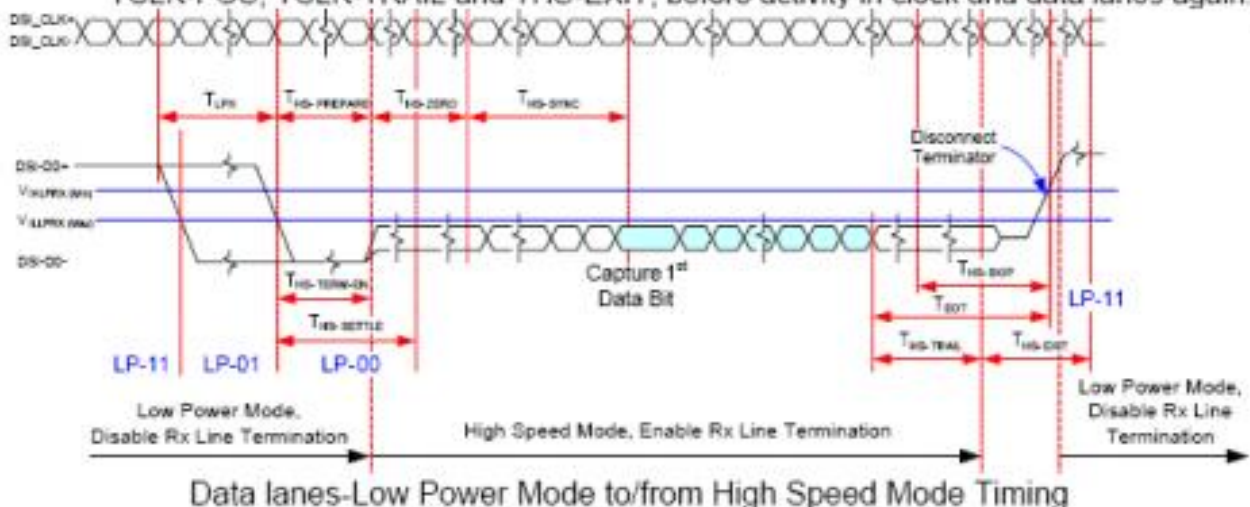 TCLK-POS, TCLK-TRAIL and THS-EXIT, before activity in clock and data lanes again.
DSI_CLK+
DSI_CLK-
TLPX
THS-PREPARE
THS-ZERO
THS-SYNC
Disconnect
Terminator
DSI-D0+
DSI-D0-
Capture 1st
Data Bit
THS-TERM-EN
THS-SETTLE
THS-SKIP
TEOT
THS-TRAIL
THS-EXIT
LP-11
LP-11
LP-01
LP-00
Low Power Mode,
Disable Rx Line Termination
High Speed Mode, Enable Rx Line Termination
Low Power Mode,
Disable Rx Line
Termination
Data lanes-Low Power Mode to/from High Speed Mode Timing